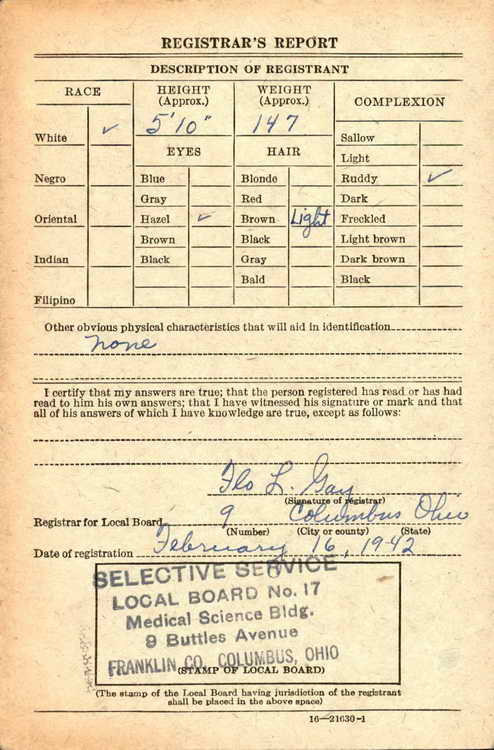 REGISTRAR'S REPORT
DESCRIPTION OF REGISTRANT
RACE
HEIGHT
(Approx.)
WEIGHT
(Approx.)
COMPLEXION
White ✓
5'10"
147
Sallow
EYES
HAIR
Light
Negro
Blue
Blonde
Ruddy ✓
Gray
Red
Dark
Oriental
Hazel ✓
Brown Light
Freckled
Brown
Black
Light brown
Indian
Black
Gray
Dark brown
Bald
Black
Filipino
Other obvious physical characteristics that will aid in identification
none
I certify that my answers are true; that the person registered has read or has had
read to him his own answers; that I have witnessed his signature or mark and that
all of his answers of which I have knowledge are true, except as follows:
Flo L. Gay
(Signature of registrar)
Registrar for Local Board 9 Columbus Ohio
(Number) (City or county) (State)
Date of registration February 16, 1942
SELECTIVE SERVICE
LOCAL BOARD No. 17
Medical Science Bldg.
9 Buttles Avenue
FRANKLIN CO. COLUMBUS, OHIO
(STAMP OF LOCAL BOARD)
(The stamp of the Local Board having jurisdiction of the registrant
shall be placed in the above space)
16—21630-1